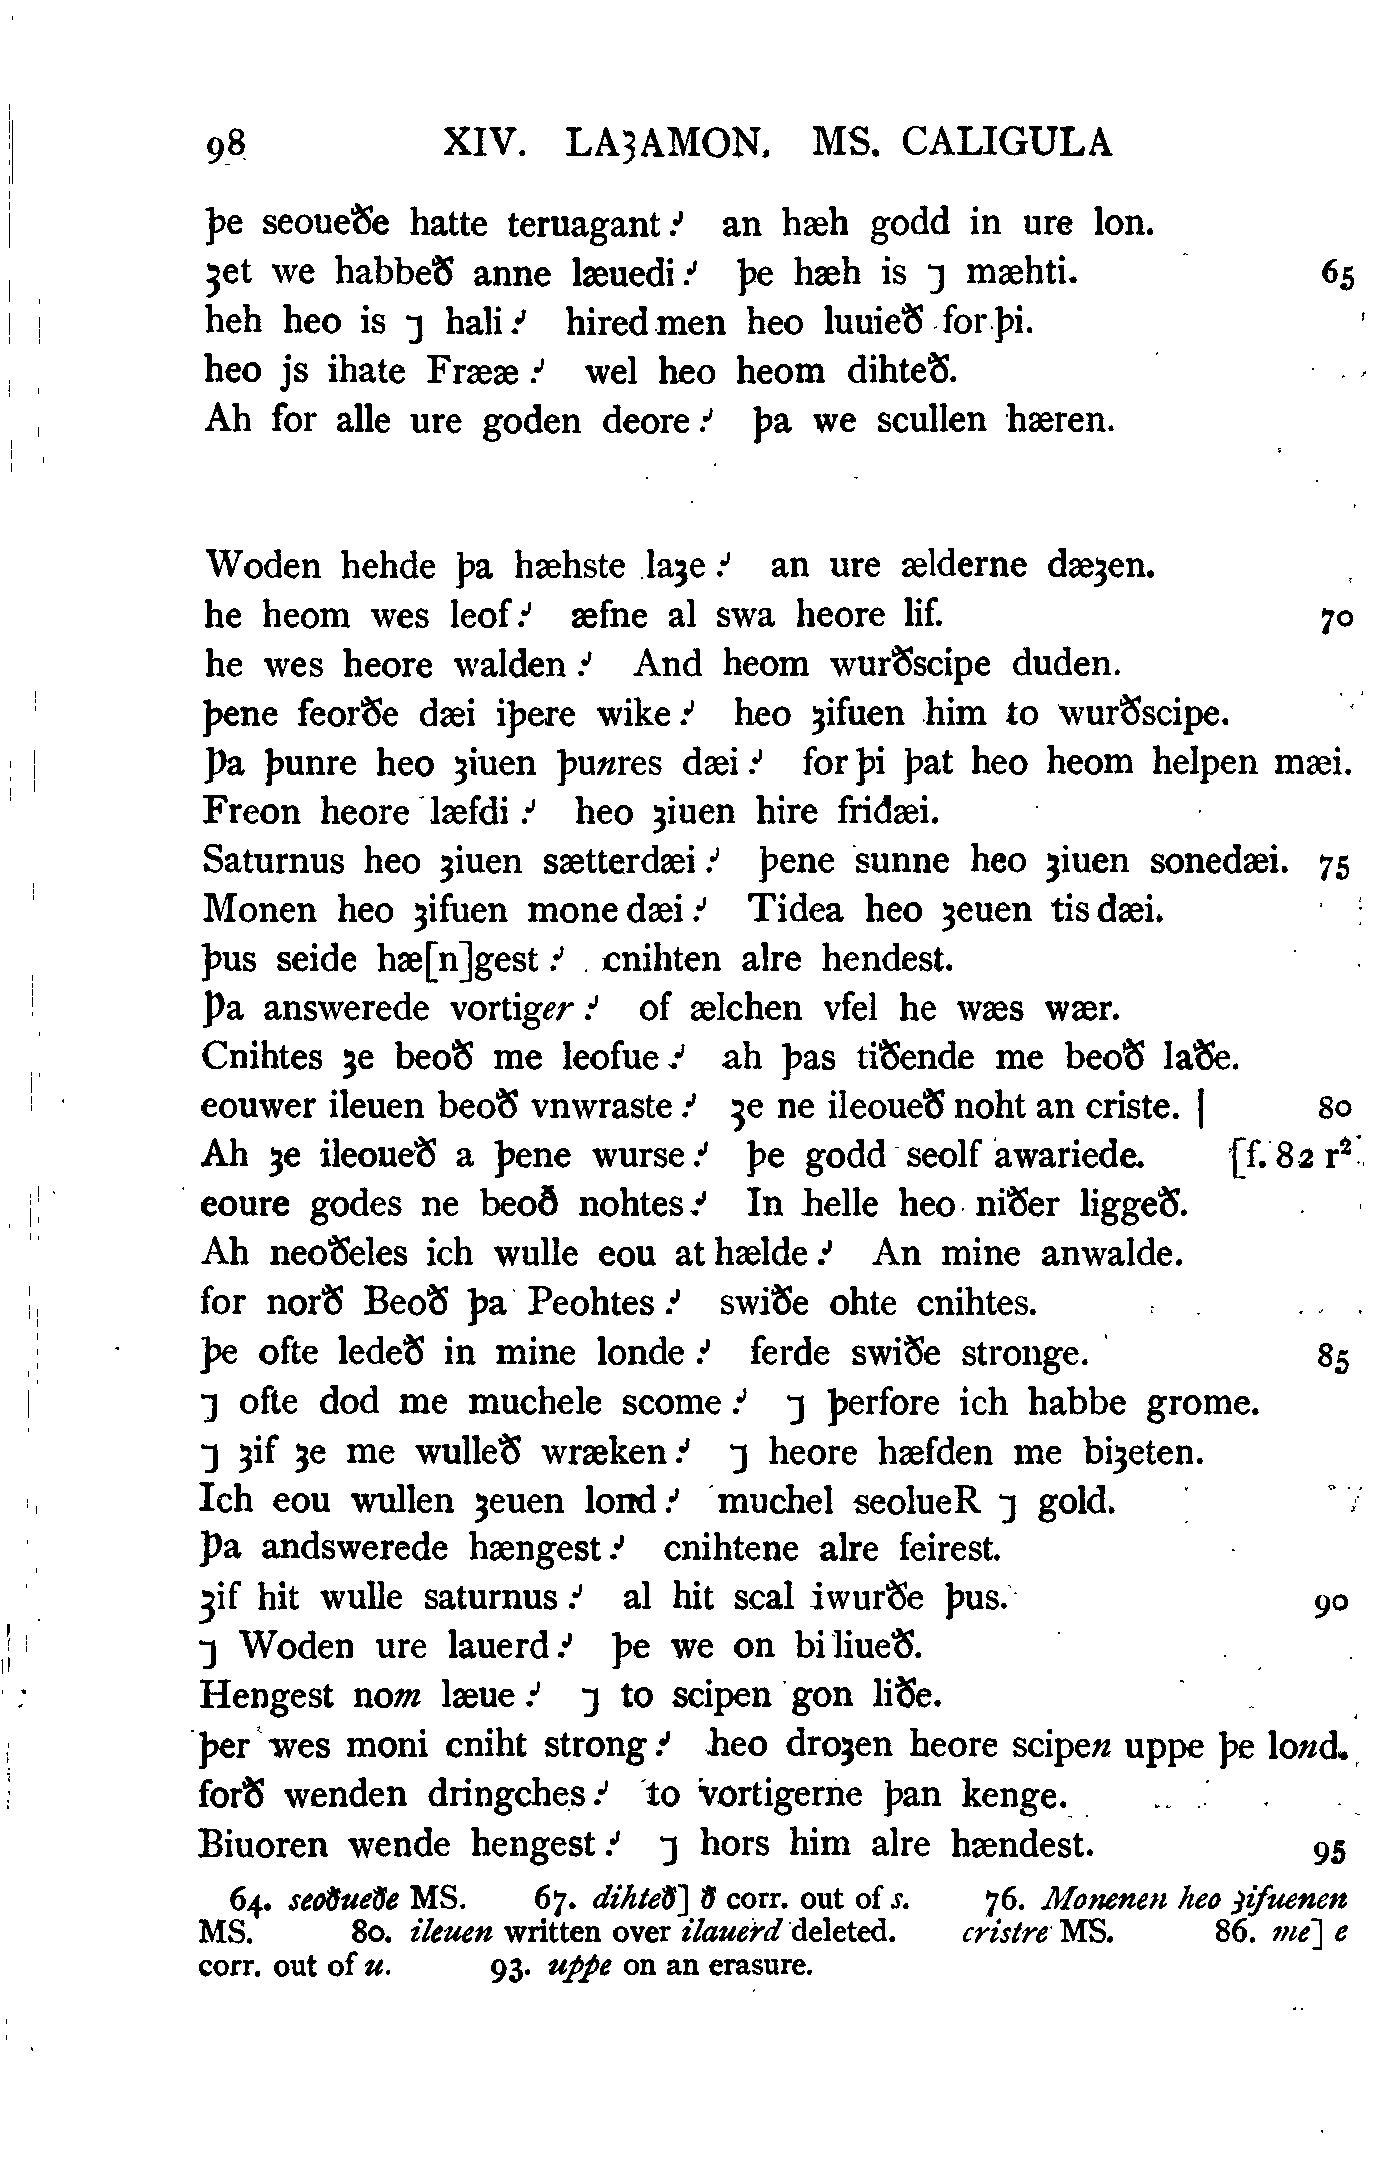 98 XIV. LAȝAMON. MS. CALIGULA
þe seoueðe hatte teruagant ⹎ an hæh godd in ure lon.
ȝet we habbeð anne læuedi ⹎ þe hæh is ⁊ mæhti. 65
heh heo is ⁊ hali ⹎ hired men heo luuieð for þi.
heo js ihate Fræœ ⹎ wel heo heom dihteð.
Ah for alle ure goden deore ⹎ þa we scullen hæren.
Woden hehde þa hæhste laȝe ⹎ an ure ælderne dæȝen.
he heom wes leof ⹎ æfne al swa heore lif. 70
he wes heore walden ⹎ And heom wurðscipe duden.
þene feorðe dæi iþere wike ⹎ heo ȝifuen him to wurðscipe.
Þa þunre heo ȝiuen þunres dæi ⹎ for þi þat heo heom helpen mæi.
Freon heore læfdi ⹎ heo ȝiuen hire fridæi.
Saturnus heo ȝiuen sætterdæi ⹎ þene sunne heo ȝiuen sonedæi. 75
Monen heo ȝifuen mone dæi ⹎ Tidea heo ȝeuen tis dæi.
þus seide hæ[n]gest ⹎ cnihten alre hendest.
Þa answerede vortiger ⹎ of ælchen vfel he wæs wær.
Cnihtes ȝe beoð me leofue ⹎ ah þas tiðende me beoð laðe.
eouwer ileuen beoð vnwraste ⹎ ȝe ne ileoueð noht an criste. | 80
Ah ȝe ileoueð a þene wurse ⹎ þe godd seolf awariede. [f. 82 r²
eoure godes ne beoð nohtes ⹎ In helle heo niðer liggeð.
Ah neoðeles ich wulle eou at hælde ⹎ An mine anwalde.
for norð Beoð þa Peohtes ⹎ swiðe ohte cnihtes.
þe ofte ledeð in mine londe ⹎ ferde swiðe stronge. 85
⁊ ofte dod me muchele scome ⹎ ⁊ þerfore ich habbe grome.
⁊ ȝif ȝe me wulleð wræken ⹎ ⁊ heore hæfden me biȝeten.
Ich eou wullen ȝeuen lond ⹎ muchel seolueR ⁊ gold.
Þa andswerede hængest ⹎ cnihtene alre feirest.
ȝif hit wulle saturnus ⹎ al hit scal iwurðe þus. 90
⁊ Woden ure lauerd ⹎ þe we on bi liueð.
Hengest nom læue ⹎ ⁊ to scipen gon liðe.
þer wes moni cniht strong ⹎ heo droȝen heore scipen uppe þe lond.
forð wenden dringches ⹎ to vortigerne þan kenge.
Biuoren wende hengest ⹎ ⁊ hors him alre hændest. 95
64. seoðueðe MS. 67. dihteð] ð corr. out of s. 76. Monenen heo ȝifuenen
MS. 80. ileuen written over ilauerd deleted. cristre MS. 86. me] e
corr. out of u. 93. uppe on an erasure.